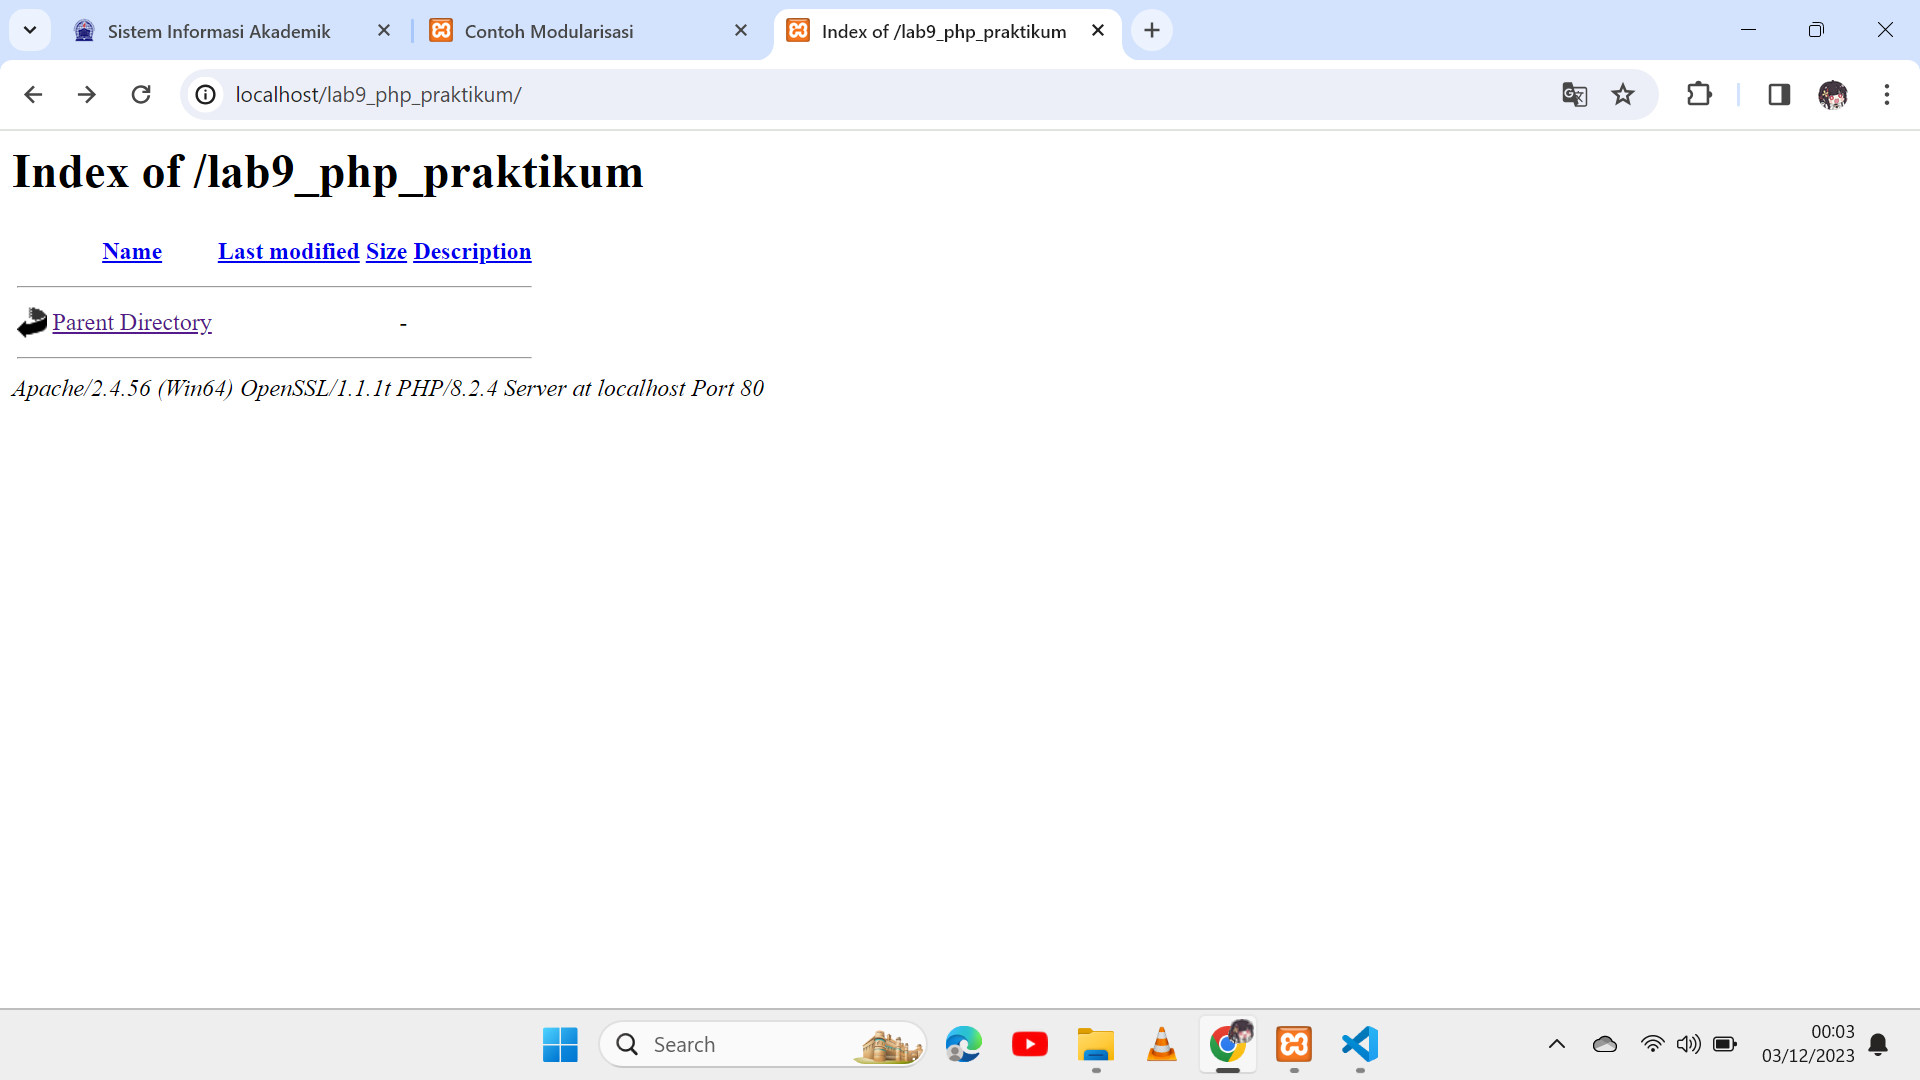 Sistem Informasi Akademik
Contoh Modularisasi
Index of /lab9_php_praktikum
localhost/lab9_php_praktikum/
Index of /lab9_php_praktikum
Name Last modified Size Description
Parent Directory -
Apache/2.4.56 (Win64) OpenSSL/1.1.1t PHP/8.2.4 Server at localhost Port 80
Search
00:03
03/12/2023